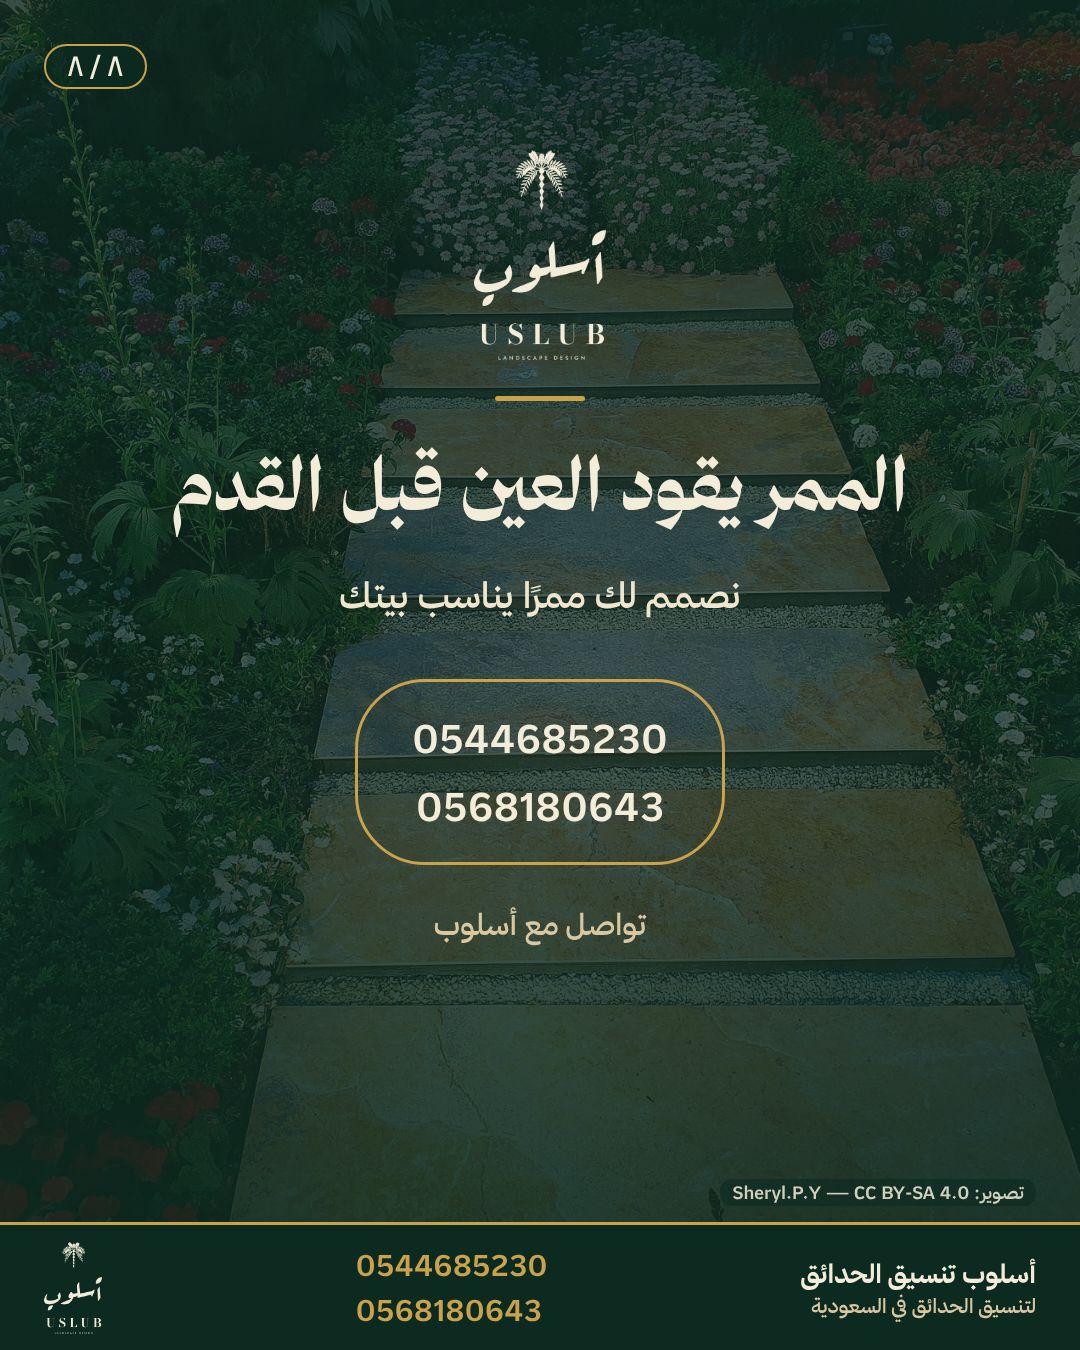 ٨/٨
أسلوب
USLUB
LANDSCAPE DESIGN
الممر يقود العين قبل القدم
نصمم لك ممرًا يناسب بيتك
0544685230
0568180643
تواصل مع أسلوب
تصوير: Sheryl.P.Y — CC BY-SA 4.0
أسلوب تنسيق الحدائق
لتنسيق الحدائق في السعودية
0544685230
0568180643
أسلوب
USLUB
LANDSCAPE DESIGN